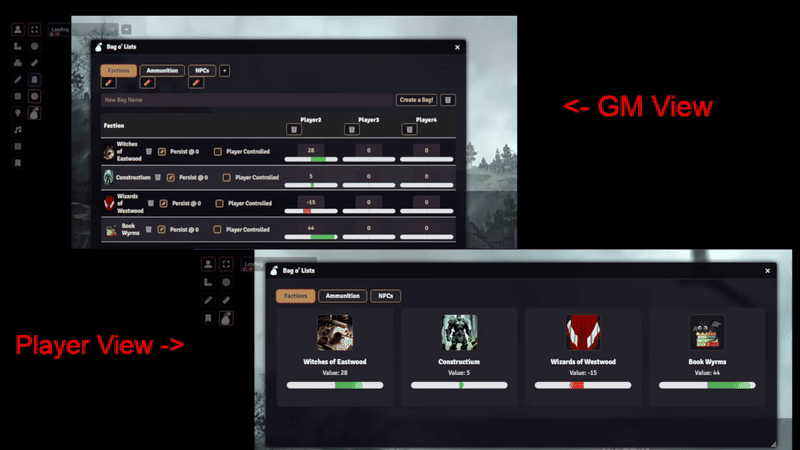 Landing
Bag o' Lists
Factions Ammunition NPCs +
New Bag Name Create a Bag!
Faction Player2 Player3 Player4
Witches of Eastwood Persist @ 0 Player Controlled 28 0 0
Constructium Persist @ 0 Player Controlled 5 0 0
Wizards of Westwood Persist @ 0 Player Controlled -15 0 0
Book Wyrms Persist @ 0 Player Controlled 44 0 0
<- GM View
Landing
Bag o' Lists
Factions Ammunition NPCs
Witches of Eastwood Constructium Wizards of Westwood Book Wyrms
Value: 28 Value: 5 Value: -15 Value: 44
Player View ->